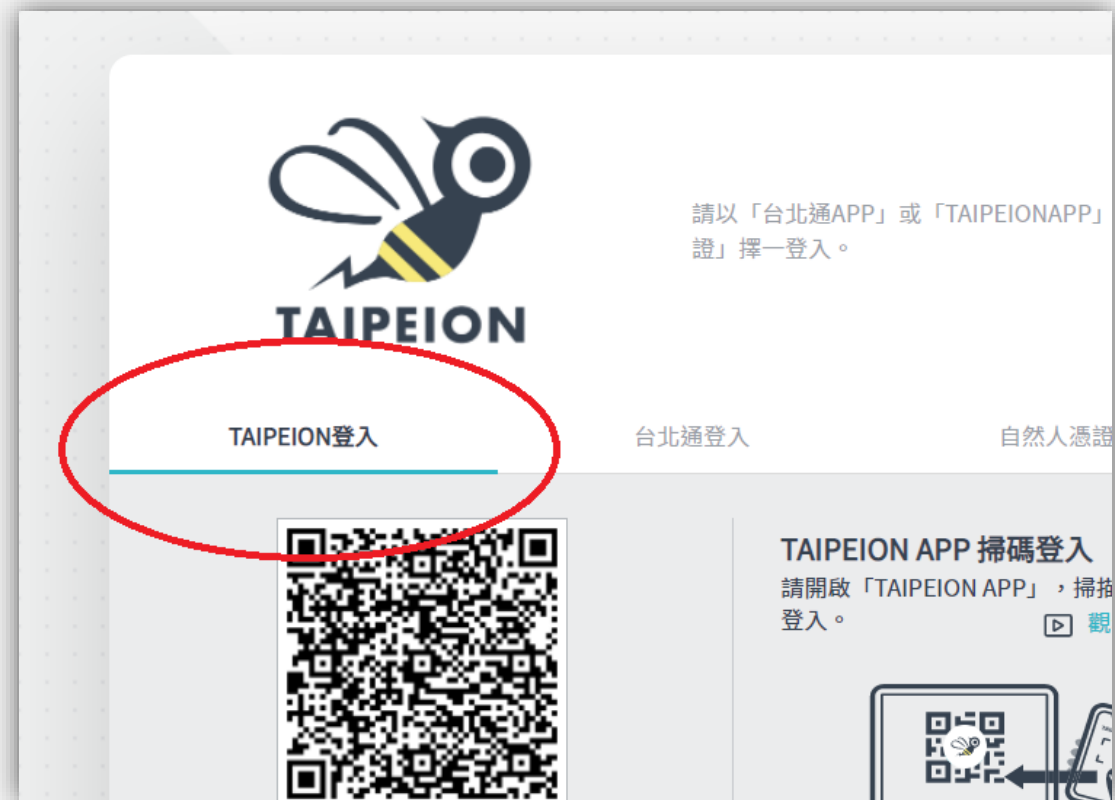 請以「台北通APP」或「TAIPEIONAPP」
證」擇一登入。
TAIPEION
TAIPEION登入
台北通登入
自然人憑證
TAIPEION APP 掃碼登入
請開啟「TAIPEION APP」,掃描
登入。
觀